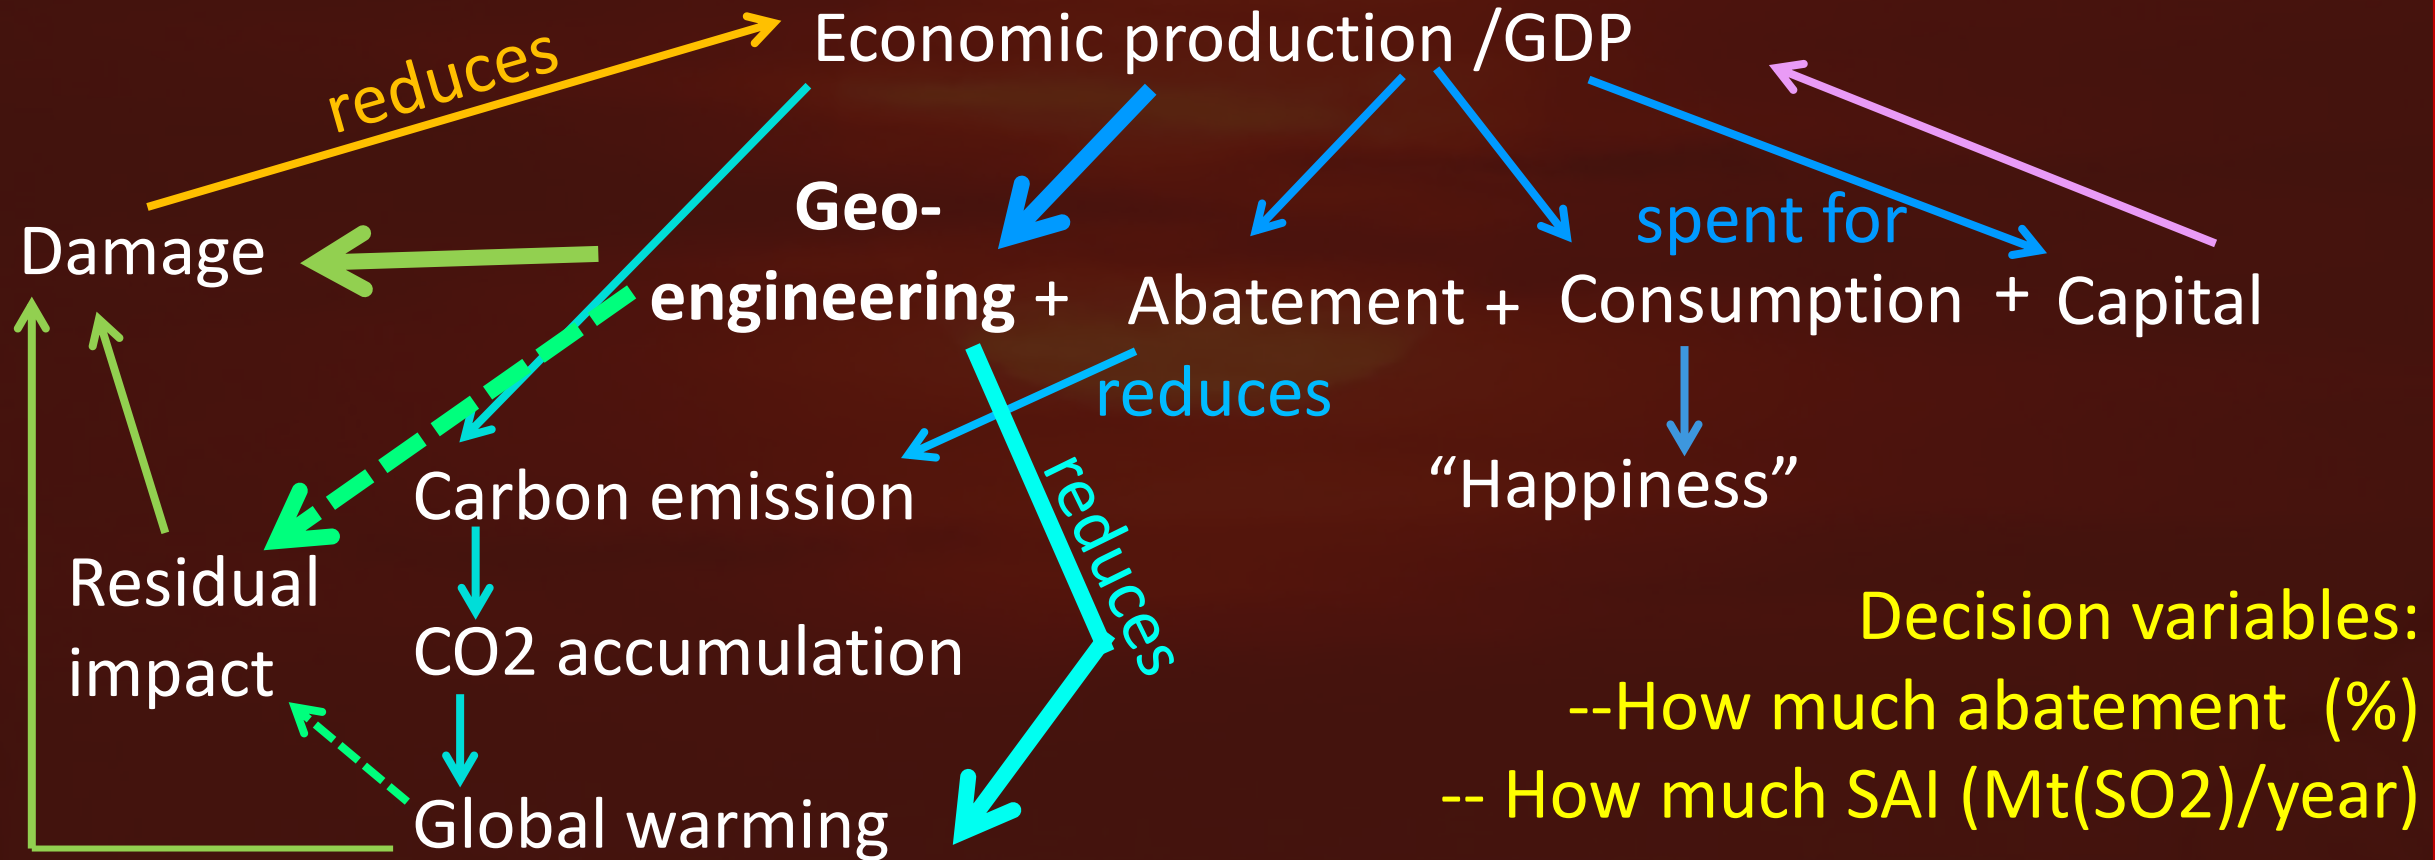 Economic production /GDP
reduces
Geo-
engineering +
Damage
spent for
Abatement +
Consumption +
Capital
reduces
reduces
Carbon emission
“Happiness”
Residual
impact
CO2 accumulation
Global warming
Decision variables:
--How much abatement (%)
-- How much SAI (Mt(SO2)/year)